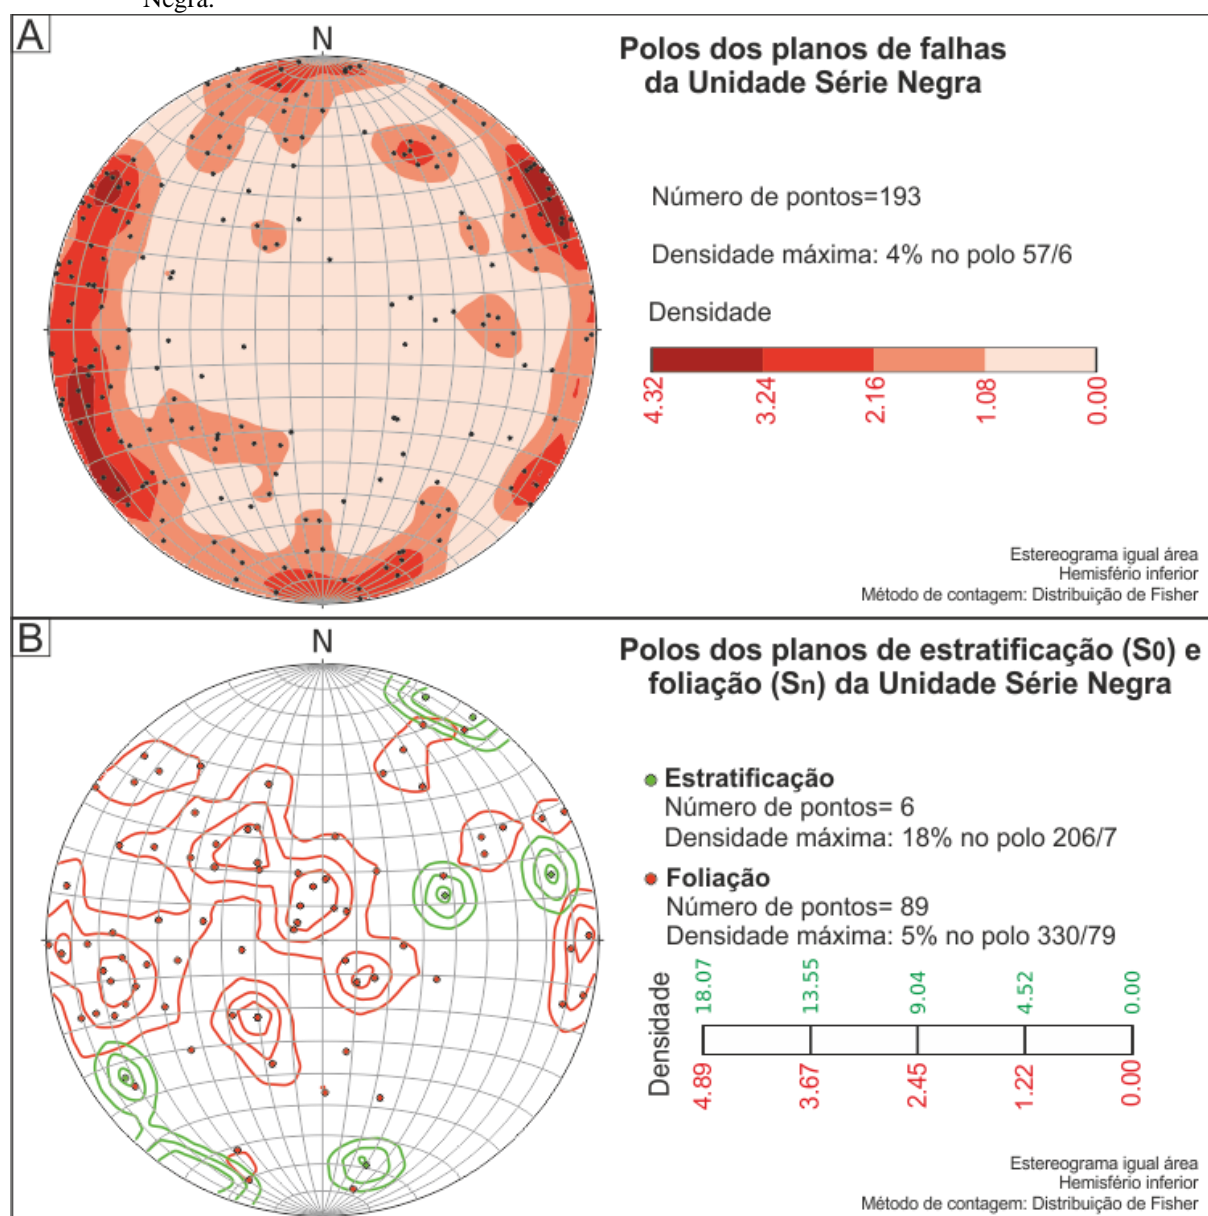 Negra.
A
N
Polos dos planos de falhas
da Unidade Série Negra
Número de pontos=193
Densidade máxima: 4% no polo 57/6
Densidade
4.32 3.24 2.16 1.08 0.00
Estereograma igual área
Hemisfério inferior
Método de contagem: Distribuição de Fisher
B
N
Polos dos planos de estratificação (S0) e
foliação (Sn) da Unidade Série Negra
Estratificação
Número de pontos= 6
Densidade máxima: 18% no polo 206/7
Foliação
Número de pontos= 89
Densidade máxima: 5% no polo 330/79
Densidade
18.07 13.55 9.04 4.52 0.00
4.89 3.67 2.45 1.22 0.00
Estereograma igual área
Hemisfério inferior
Método de contagem: Distribuição de Fisher